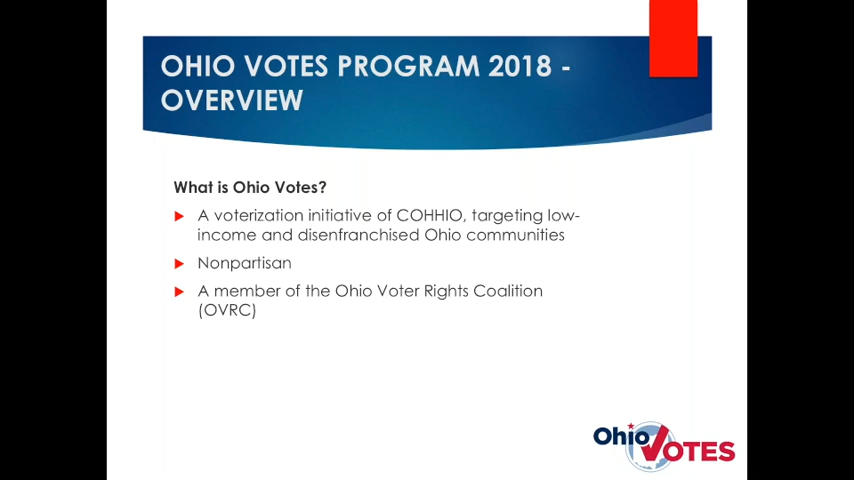 OHIO VOTES PROGRAM 2018 -
OVERVIEW
What is Ohio Votes?
A voterization initiative of COHHIO, targeting low-
income and disenfranchised Ohio communities
Nonpartisan
A member of the Ohio Voter Rights Coalition
(OVRC)
Ohio VOTES